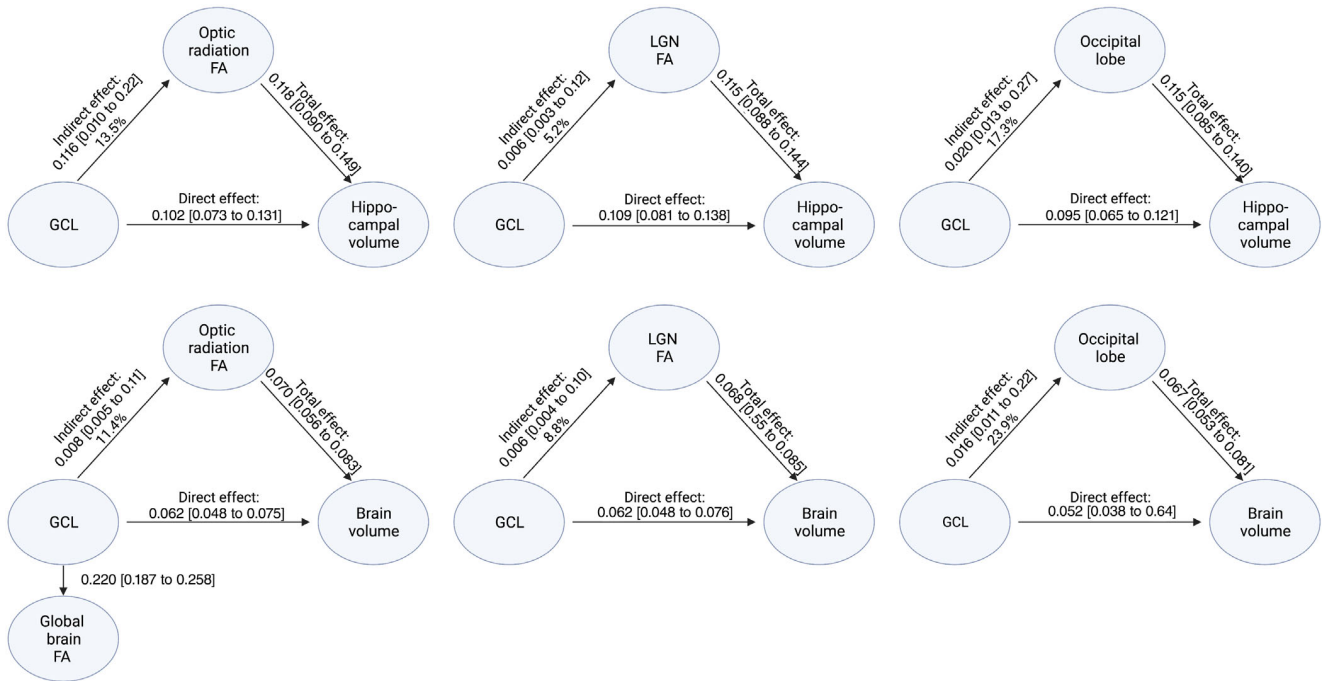 Optic
radiation
FA
Indirect effect:
0.116 [0.010 to 0.22]
13.5%
Total effect:
0.118 [0.090 to 0.149]
GCL
Direct effect:
0.102 [0.073 to 0.131]
Hippo-
campal
volume
LGN
FA
Indirect effect:
0.006 [0.003 to 0.12]
5.2%
Total effect:
0.115 [0.088 to 0.144]
GCL
Direct effect:
0.109 [0.081 to 0.138]
Hippo-
campal
volume
Occipital
lobe
Indirect effect:
0.020 [0.013 to 0.27]
17.3%
Total effect:
0.115 [0.085 to 0.140]
GCL
Direct effect:
0.095 [0.065 to 0.121]
Hippo-
campal
volume
Optic
radiation
FA
Indirect effect:
0.008 [0.005 to 0.11]
11.4%
Total effect:
0.070 [0.056 to 0.083]
GCL
Direct effect:
0.062 [0.048 to 0.075]
Brain
volume
0.220 [0.187 to 0.258]
Global
brain
FA
LGN
FA
Indirect effect:
0.006 [0.004 to 0.10]
8.8%
Total effect:
0.068 [0.55 to 0.085]
GCL
Direct effect:
0.062 [0.048 to 0.076]
Brain
volume
Occipital
lobe
Indirect effect:
0.016 [0.011 to 0.22]
23.9%
Total effect:
0.067 [0.053 to 0.081]
GCL
Direct effect:
0.052 [0.038 to 0.64]
Brain
volume